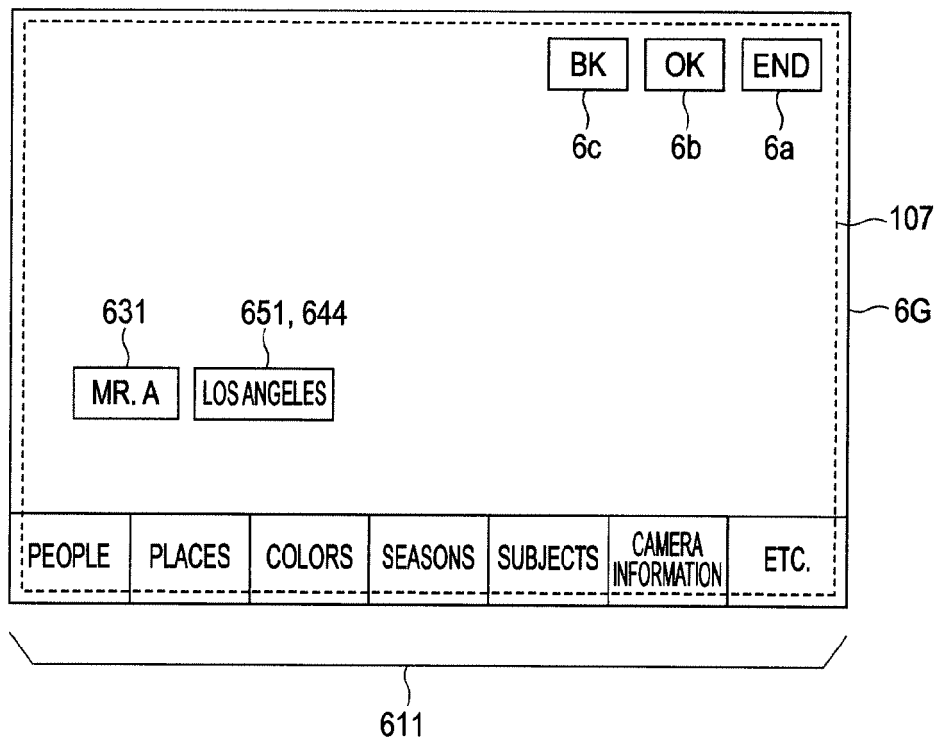 BK OK END
6c 6b 6a
107
6G
631 651, 644
MR. A LOS ANGELES
PEOPLE PLACES COLORS SEASONS SUBJECTS CAMERA INFORMATION ETC.
611